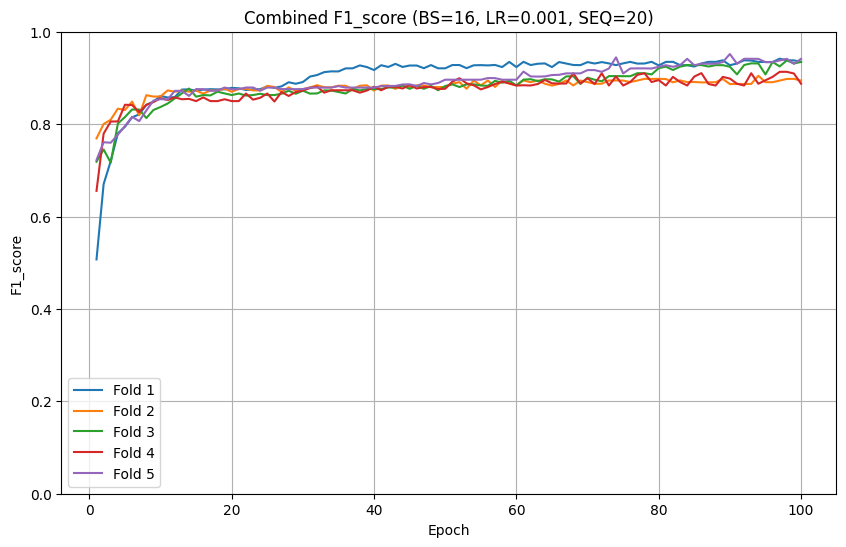 Combined F1_score (BS=16, LR=0.001, SEQ=20)
F1_score
1.0
0.8
0.6
0.4
0.2
0.0
Fold 1
Fold 2
Fold 3
Fold 4
Fold 5
0 20 40 60 80 100
Epoch